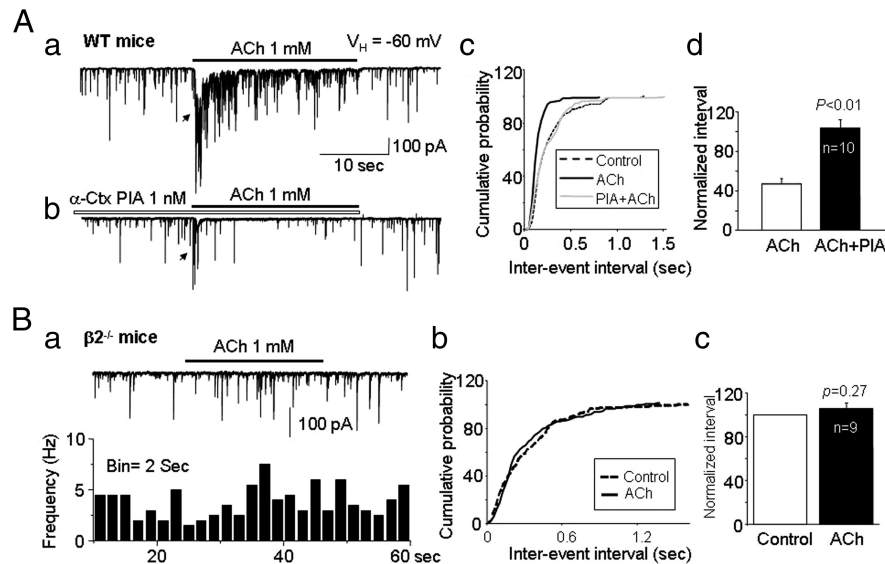 A
a WT mice
ACh 1 mM
V_H = -60 mV
100 pA
10 sec
b α-Ctx PIA 1 nM
ACh 1 mM
c
Cumulative probability
120
80
40
0
Control
ACh
PIA+ACh
0 0.5 1.0 1.5
Inter-event interval (sec)
d
Normalized interval
120
80
40
0
P<0.01
n=10
ACh ACh+PIA
B
a β2-/- mice
ACh 1 mM
100 pA
Frequency (Hz)
10
5
0
Bin= 2 Sec
20 40 60 sec
b
Cumulative probability
120
80
40
0
Control
ACh
0 0.6 1.2
Inter-event interval (sec)
c
Normalized interval
120
80
40
0
p=0.27
n=9
Control ACh